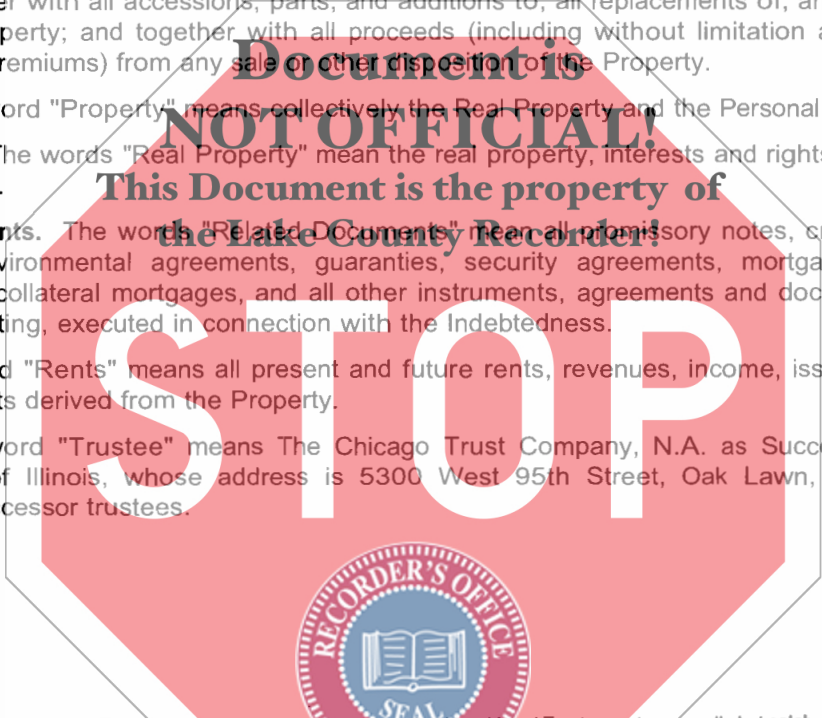 er with all accessions, parts, and additions to, all replacements of, an
perty; and together with all proceeds (including without limitation a
remiums) from any sale or other disposition of the Property.
Document is
ord "Property" means collectively the Real Property and the Personal
NOT OFFICIAL!
he words "Real Property" mean the real property, interests and rights
This Document is the property of
nts. The words "Related Documents" mean all promissory notes, cr
the Lake County Recorder!
vironmental agreements, guaranties, security agreements, mortga
collateral mortgages, and all other instruments, agreements and doc
ting, executed in connection with the Indebtedness.
d "Rents" means all present and future rents, revenues, income, iss
ts derived from the Property.
STOP
ord "Trustee" means The Chicago Trust Company, N.A. as Succe
of Illinois, whose address is 5300 West 95th Street, Oak Lawn,
cessor trustees.
RECORDER'S OFFICE
SEAL